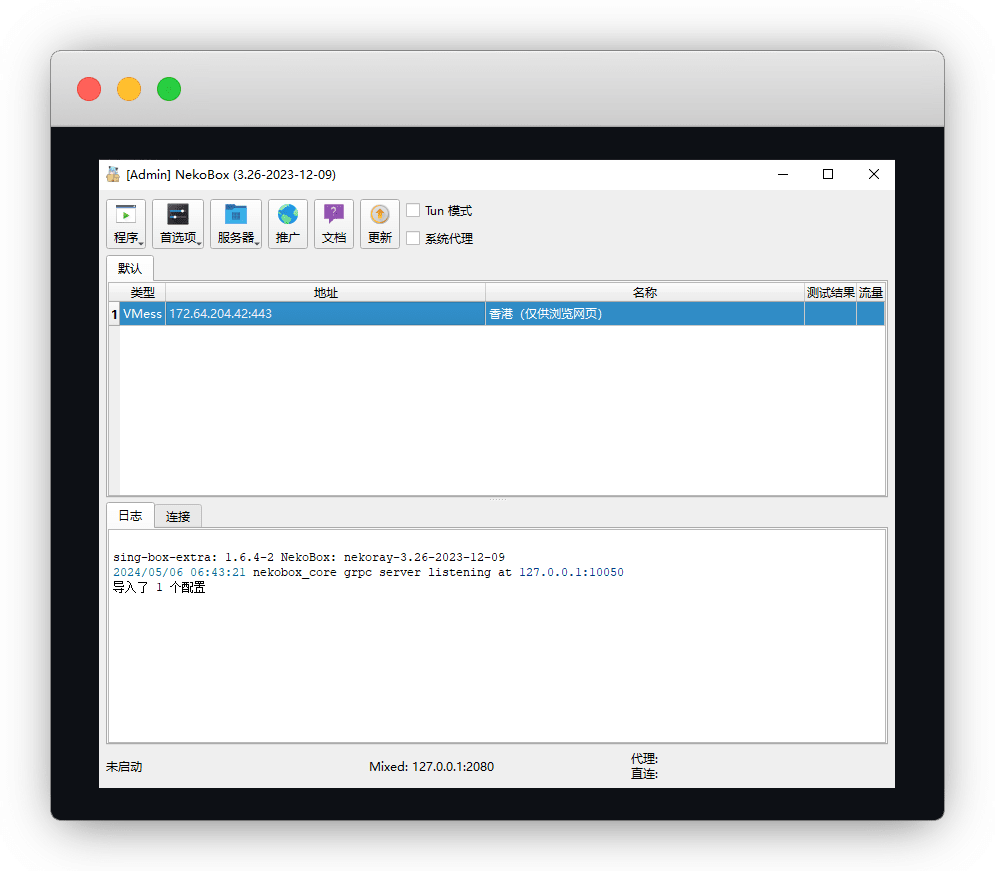 [Admin] NekoBox (3.26-2023-12-09)
程序 首选项 服务器 推广 文档 更新
Tun 模式
系统代理
默认
类型 地址 名称 测试结果 流量
1 VMess 172.64.204.42:443 香港（仅供浏览网页）
日志 连接
sing-box-extra: 1.6.4-2 NekoBox: nekoray-3.26-2023-12-09
2024/05/06 06:43:21 nekobox_core grpc server listening at 127.0.0.1:10050
导入了 1 个配置
未启动 Mixed: 127.0.0.1:2080
代理:
直连: